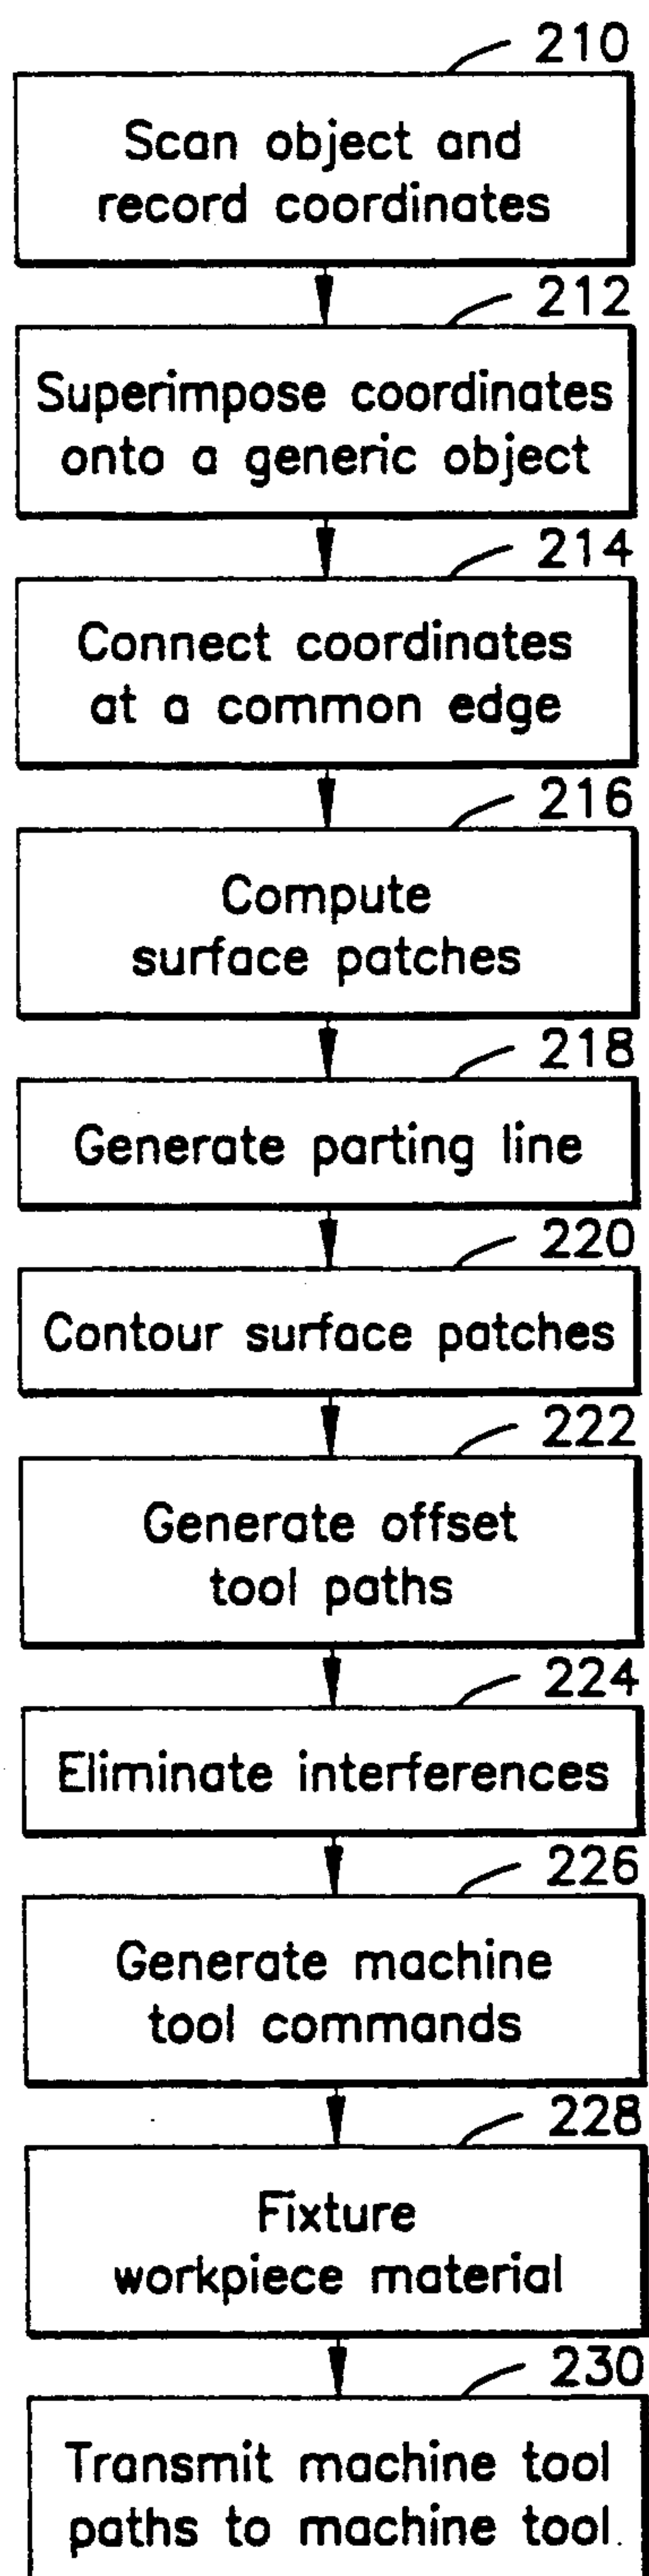 210
Scan object and
record coordinates
212
Superimpose coordinates
onto a generic object
214
Connect coordinates
at a common edge
216
Compute
surface patches
218
Generate parting line
220
Contour surface patches
222
Generate offset
tool paths
224
Eliminate interferences
226
Generate machine
tool commands
228
Fixture
workpiece material
230
Transmit machine tool
paths to machine tool.